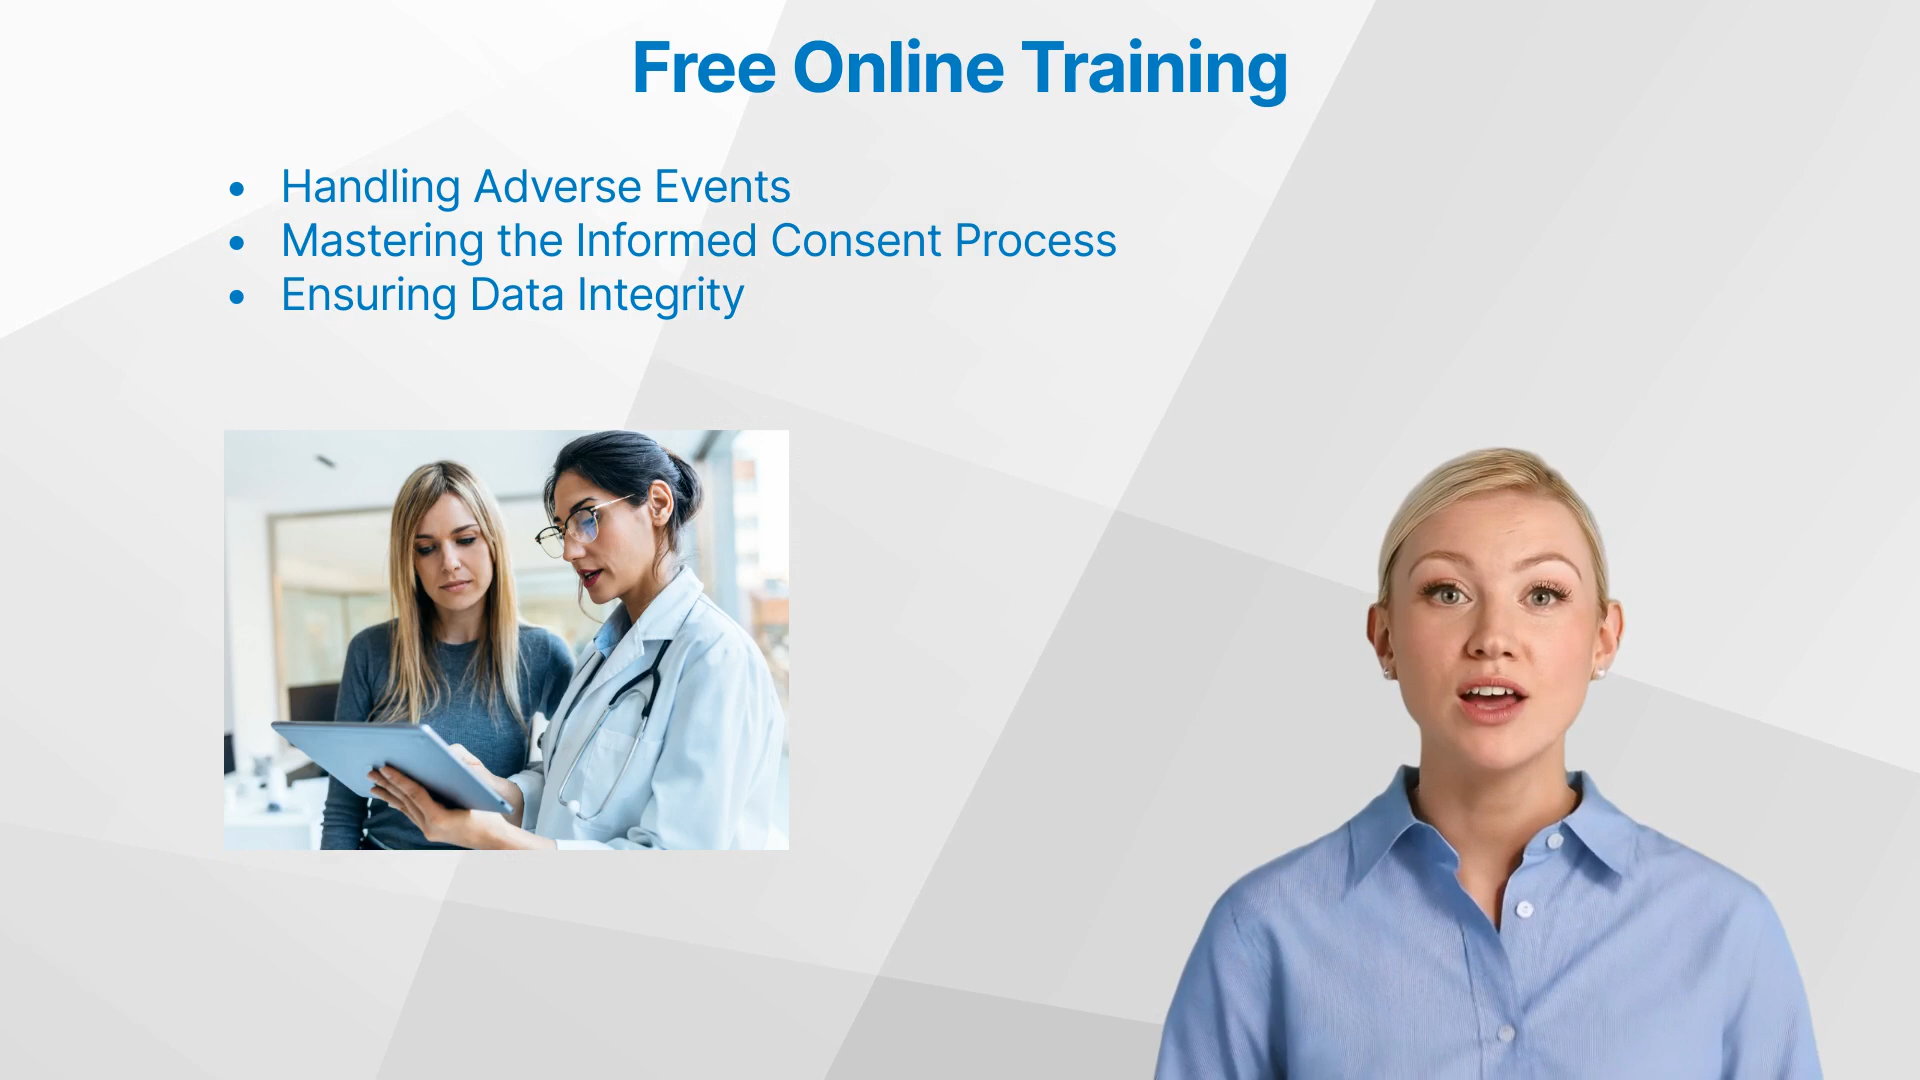 Free Online Training
• Handling Adverse Events
• Mastering the Informed Consent Process
• Ensuring Data Integrity